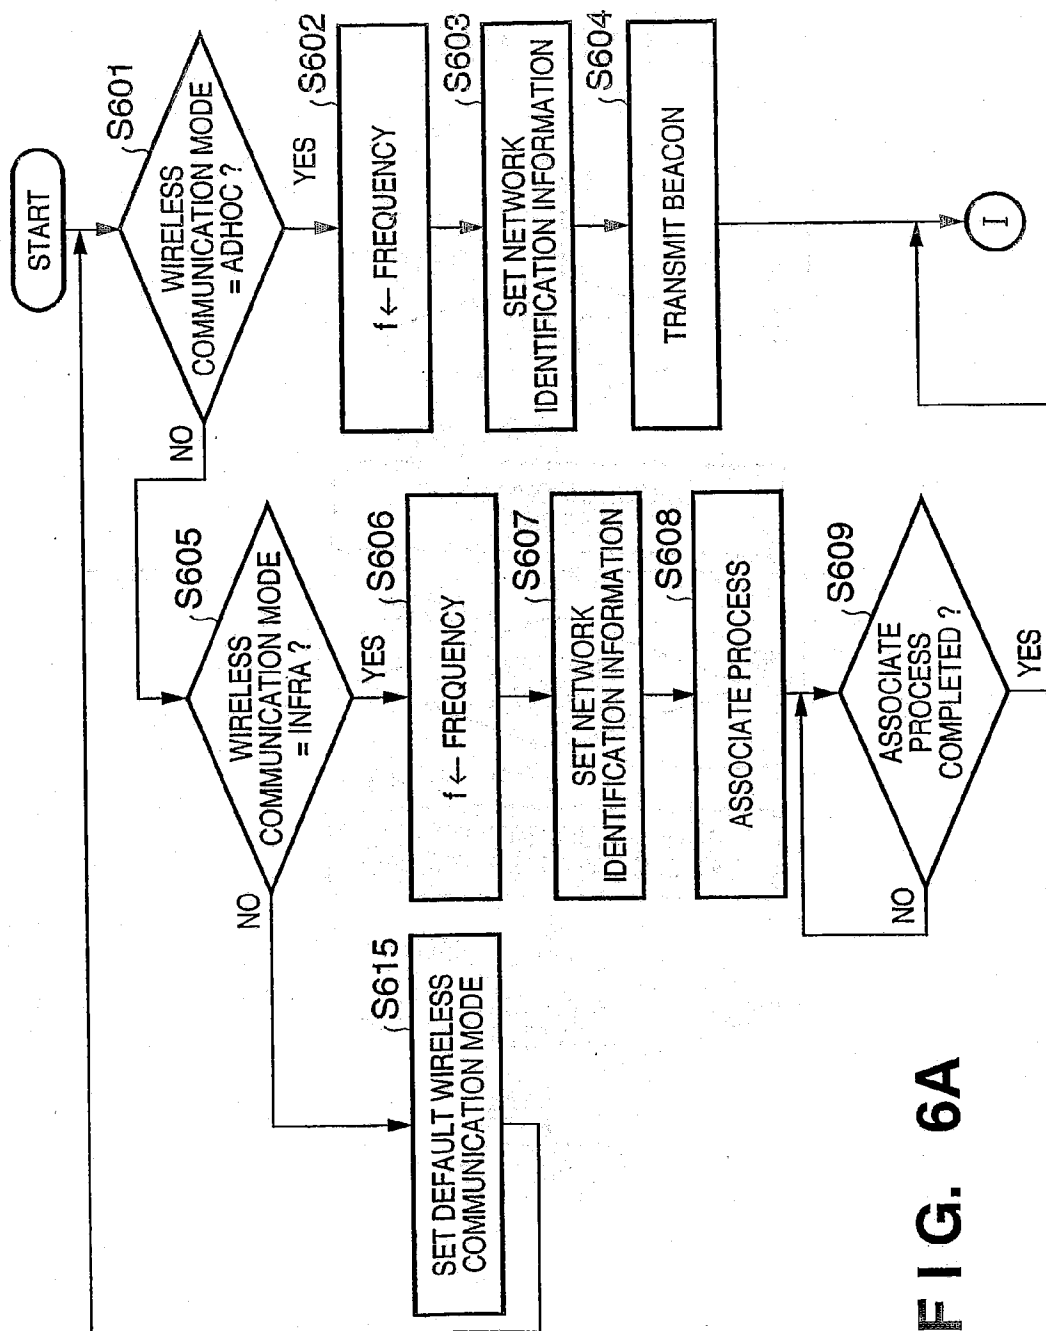 START
S601
WIRELESS
COMMUNICATION MODE
= ADHOC ?
YES
NO
S602
f ← FREQUENCY
S603
SET NETWORK
IDENTIFICATION INFORMATION
S604
TRANSMIT BEACON
I
S605
WIRELESS
COMMUNICATION MODE
= INFRA ?
YES
NO
S606
f ← FREQUENCY
S607
SET NETWORK
IDENTIFICATION INFORMATION
S608
ASSOCIATE PROCESS
S609
ASSOCIATE
PROCESS
COMPLETED ?
NO
YES
S615
SET DEFAULT WIRELESS
COMMUNICATION MODE
FIG. 6A